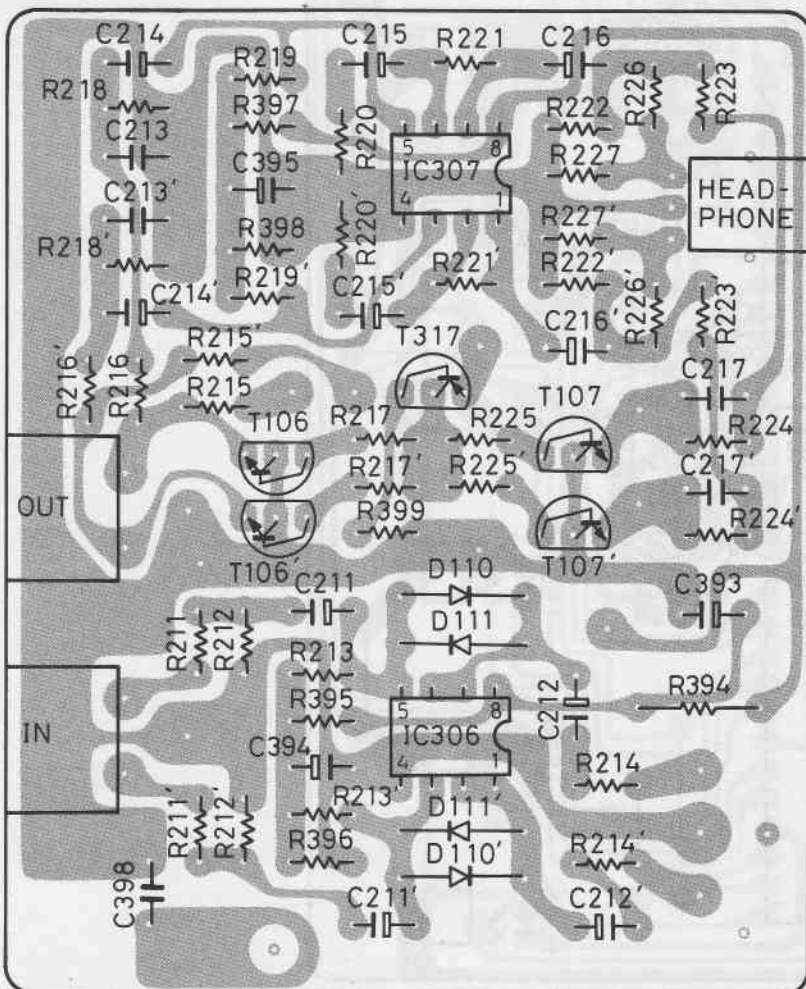 C214
R219
C215
R221
C216
R226
R223
R218
R397
R220
R222
C213
5
8
C395
IC307
R227
HEAD-
PHONE
4
1
C213'
R220'
R227'
R398
R218'
R219'
R221'
R222'
C214'
C215'
C216'
R226'
R223'
R215'
T317
R216'
R216
R215
T106
R217
R225
T107
C217
R224
R217'
R225'
C217'
OUT
R399
R224'
T106'
T107'
C211
D110
C393
R211
R212
D111
R213
C212
R394
R395
5
8
IN
IC306
C394
4
1
R214
R211'
R212'
R213'
D111'
R396
D110'
R214'
C398
C211'
C212'